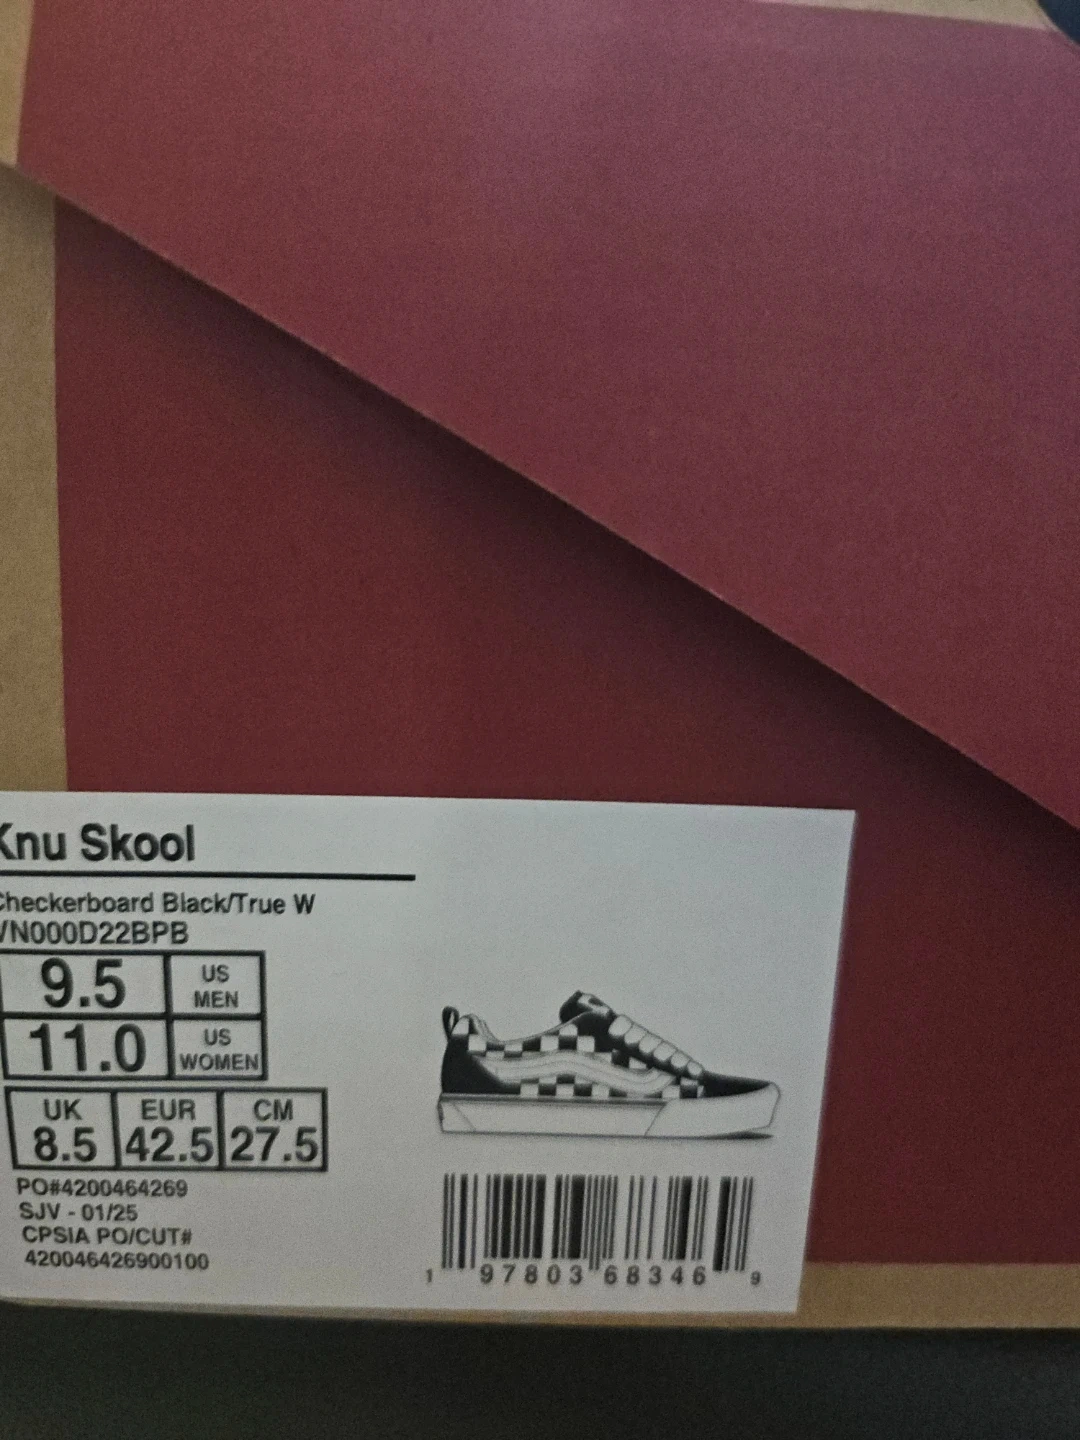 Knu Skool
Checkerboard Black/True W
VN000D22BPB
9.5 US MEN
11.0 US WOMEN
UK EUR CM
8.5 42.5 27.5
PO#4200464269
SJV - 01/25
CPSIA PO/CUT#
420046426900100
1 97803 68346 9